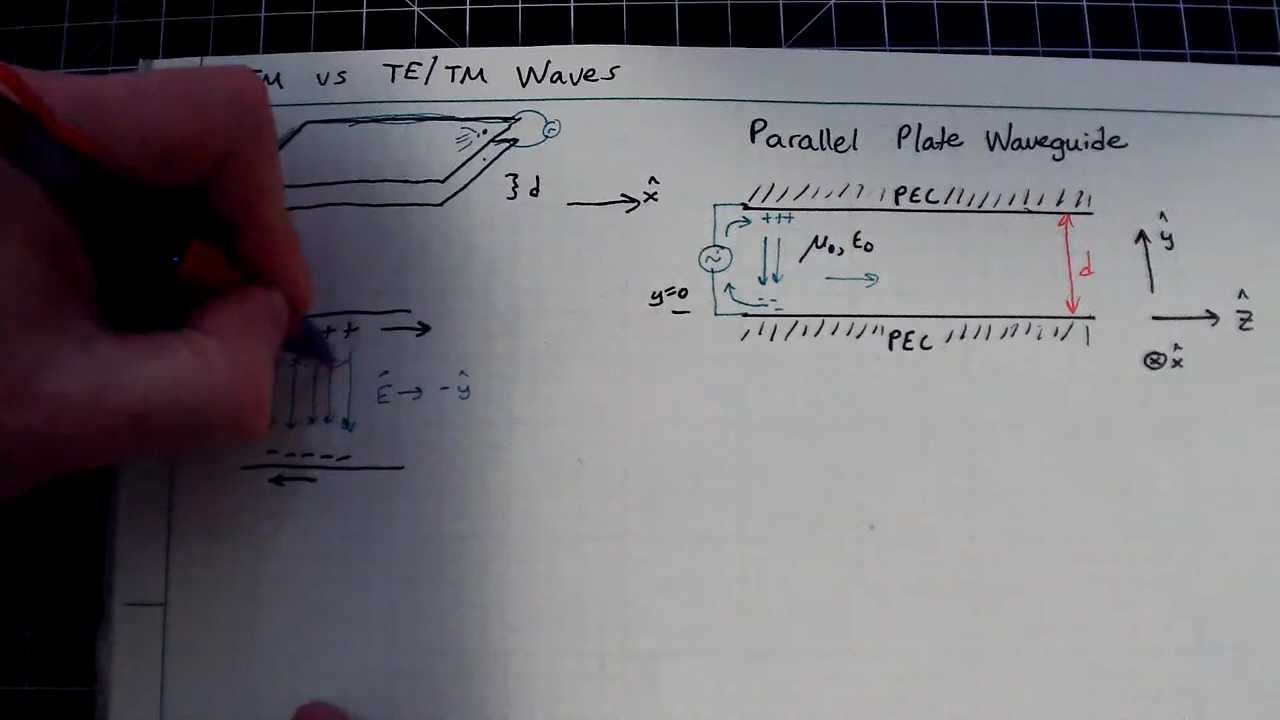 vs TE/TM Waves
} d
x̂
+ +
E⃗ → -ŷ
- - - - -
Parallel Plate Waveguide
PEC
+++
~
μ₀, ε₀
d
y=0
- - -
PEC
ŷ
ẑ
⊗ x̂